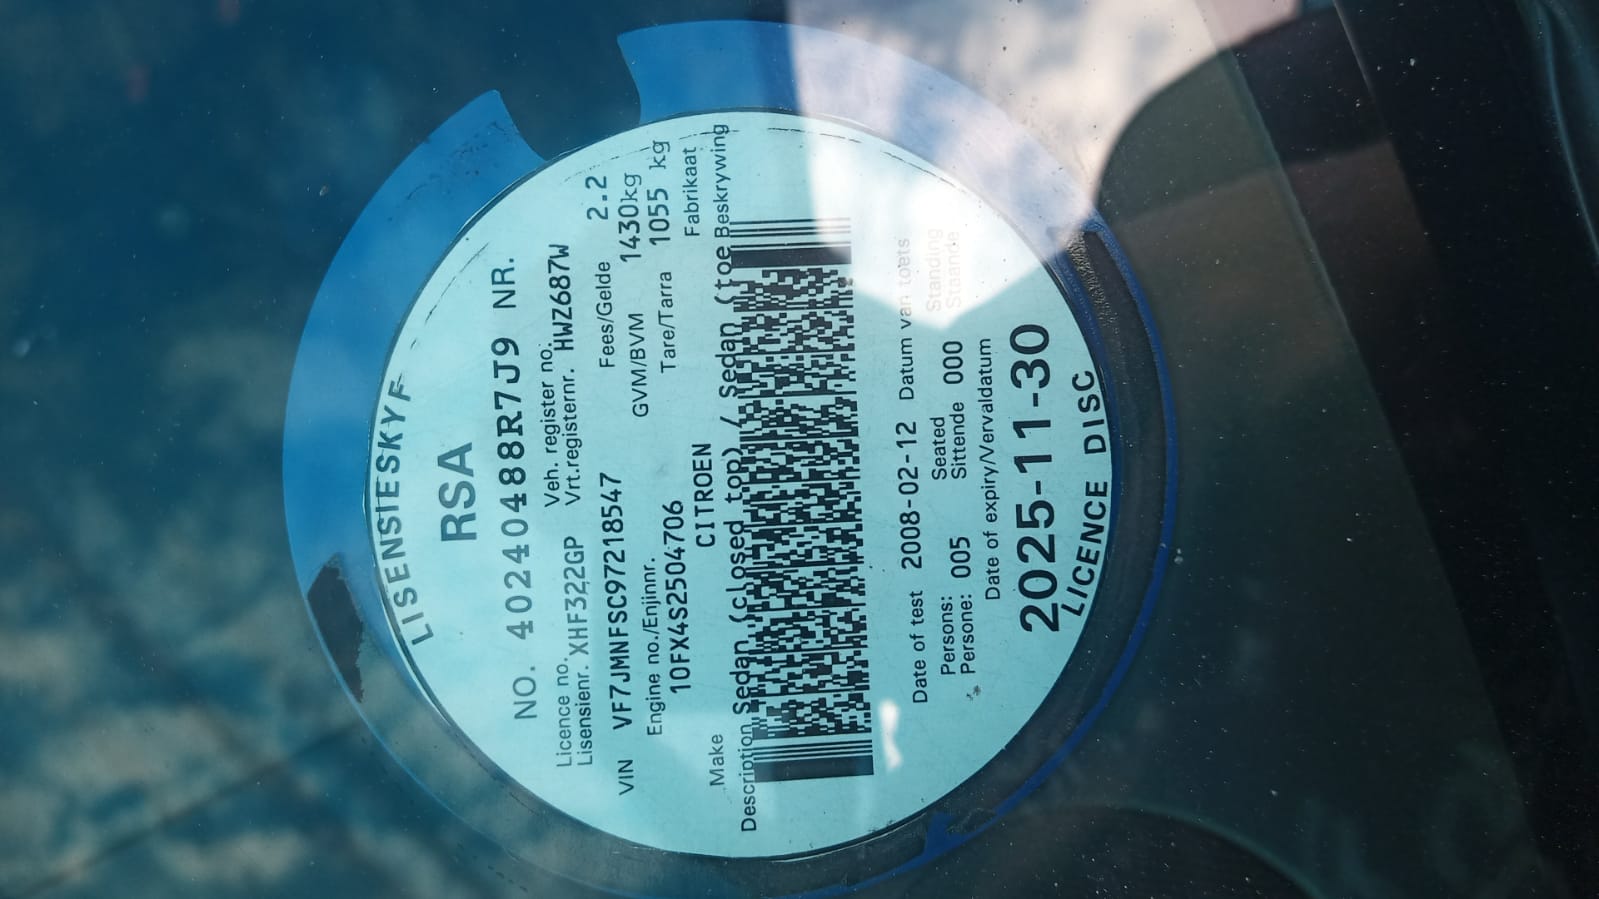 LISENSIESKYF
RSA
NO. 40240488R7J9 NR.
Licence no. Veh. register no.
Lisensienr. XHF322GP Vrt.registernr. HWZ687W
VIN VF7JMNFSC97218547 Fees/Gelde 2.2
Engine no./Enjinnr. GVM/BVM 1430kg
10FX4S2504706 Tare/Tarra 1055 kg
Make CITROEN Fabrikaat
Description Sedan (closed top) / Sedan (toe Beskrywing
Date of test 2008-02-12 Datum van toets
Persons: Seated Standing
Persone: 005 Sittende 000 Staande
Date of expiry/Vervaldatum
2025-11-30
LICENCE DISC